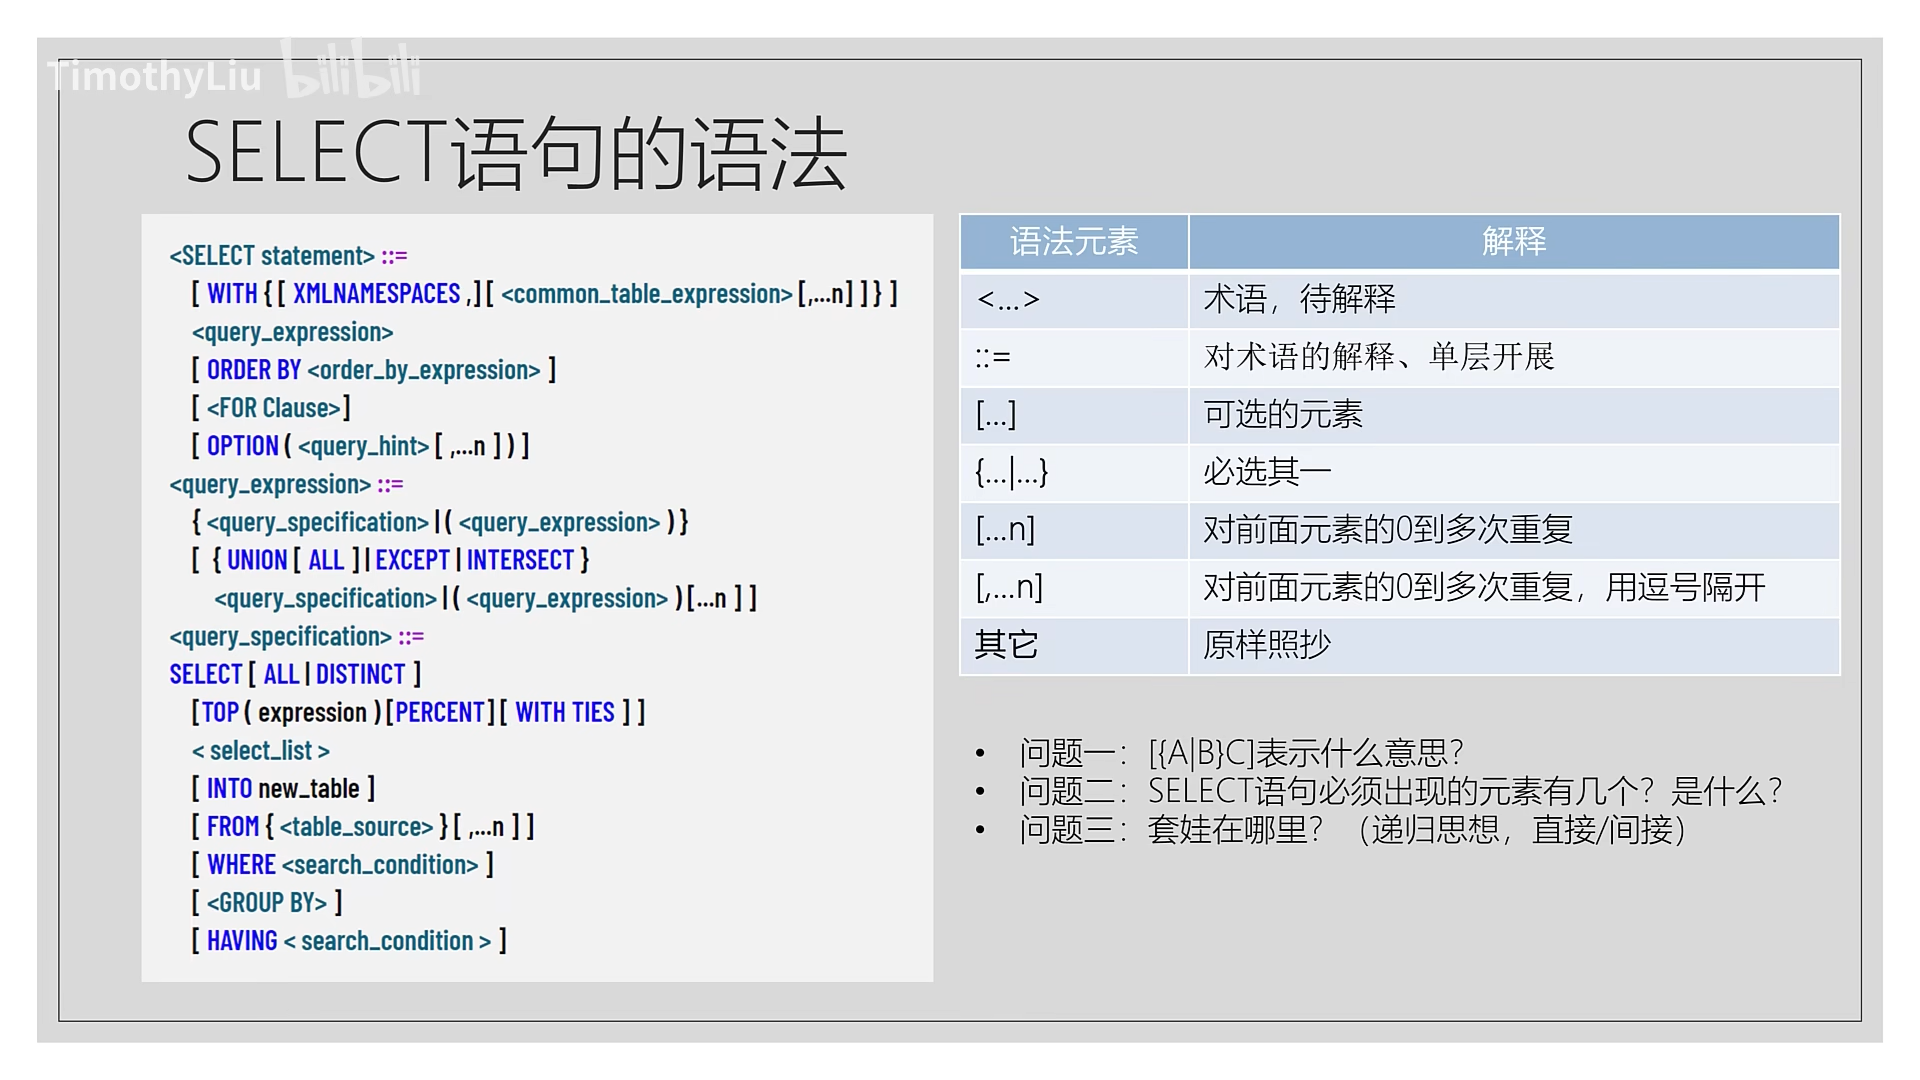 TimothyLiu bilibili
SELECT语句的语法
<SELECT statement> ::=
[ WITH { [ XMLNAMESPACES ,] [ <common_table_expression> [,...n] ] } ]
<query_expression>
[ ORDER BY <order_by_expression> ]
[ <FOR Clause>]
[ OPTION ( <query_hint> [ ,...n ] ) ]
<query_expression> ::=
{ <query_specification> | ( <query_expression> ) }
[ { UNION [ ALL ] | EXCEPT | INTERSECT }
<query_specification> | ( <query_expression> ) [...n ] ]
<query_specification> ::=
SELECT [ ALL | DISTINCT ]
[TOP ( expression ) [PERCENT] [ WITH TIES ] ]
< select_list >
[ INTO new_table ]
[ FROM { <table_source> } [ ,...n ] ]
[ WHERE <search_condition> ]
[ <GROUP BY> ]
[ HAVING < search_condition > ]
语法元素 解释
<...> 术语，待解释
::= 对术语的解释、单层开展
[...] 可选的元素
{...|...} 必选其一
[...n] 对前面元素的0到多次重复
[,...n] 对前面元素的0到多次重复，用逗号隔开
其它 原样照抄
• 问题一：[{A|B}C]表示什么意思？
• 问题二：SELECT语句必须出现的元素有几个？是什么？
• 问题三：套娃在哪里？（递归思想，直接/间接）